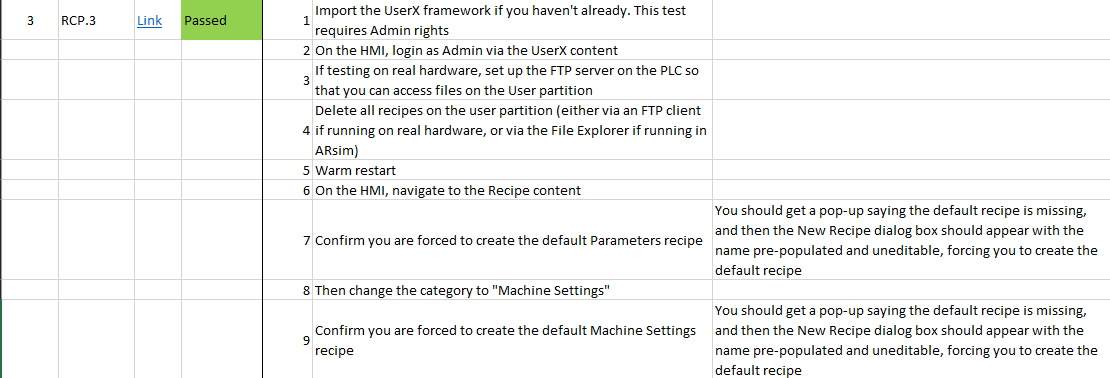 3 RCP.3 Link Passed 1 Import the UserX framework if you haven't already. This test
requires Admin rights
2 On the HMI, login as Admin via the UserX content
3 If testing on real hardware, set up the FTP server on the PLC so
that you can access files on the User partition
4 Delete all recipes on the user partition (either via an FTP client
if running on real hardware, or via the File Explorer if running in
ARsim)
5 Warm restart
6 On the HMI, navigate to the Recipe content
7 Confirm you are forced to create the default Parameters recipe
You should get a pop-up saying the default recipe is missing,
and then the New Recipe dialog box should appear with the
name pre-populated and uneditable, forcing you to create the
default recipe
8 Then change the category to "Machine Settings"
9 Confirm you are forced to create the default Machine Settings
recipe
You should get a pop-up saying the default recipe is missing,
and then the New Recipe dialog box should appear with the
name pre-populated and uneditable, forcing you to create the
default recipe